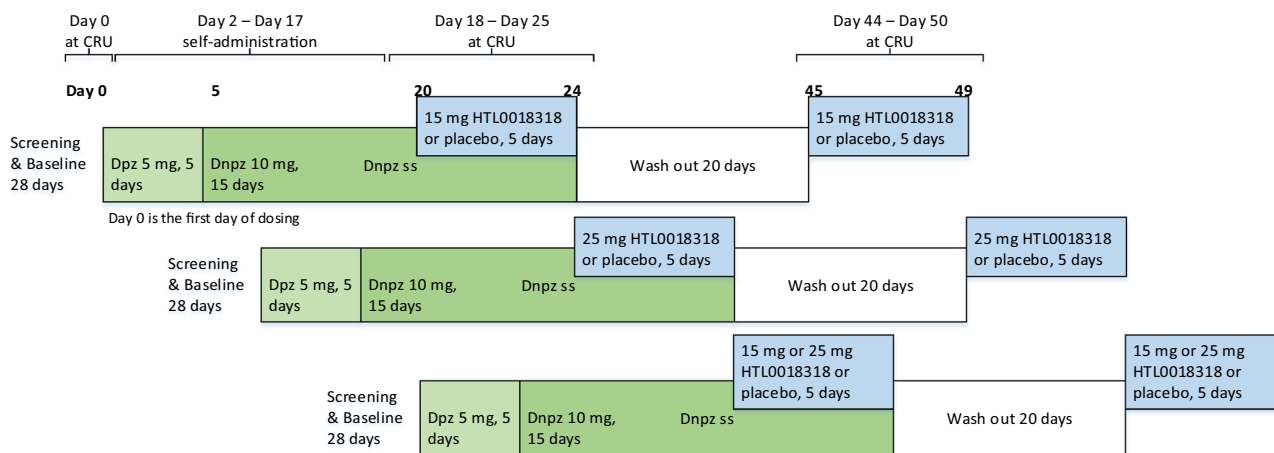 Day 0
at CRU
Day 2 – Day 17
self-administration
Day 18 – Day 25
at CRU
Day 44 – Day 50
at CRU
Day 0
5
20
24
45
49
Screening
& Baseline
28 days
Dpz 5 mg, 5
days
Dnpz 10 mg,
15 days
Dnpz ss
15 mg HTL0018318
or placebo, 5 days
Wash out 20 days
15 mg HTL0018318
or placebo, 5 days
Day 0 is the first day of dosing
Screening
& Baseline
28 days
Dpz 5 mg, 5
days
Dnpz 10 mg,
15 days
Dnpz ss
25 mg HTL0018318
or placebo, 5 days
Wash out 20 days
25 mg HTL0018318
or placebo, 5 days
Screening
& Baseline
28 days
Dpz 5 mg, 5
days
Dnpz 10 mg,
15 days
Dnpz ss
15 mg or 25 mg
HTL0018318 or
placebo, 5 days
Wash out 20 days
15 mg or 25 mg
HTL0018318 or
placebo, 5 days